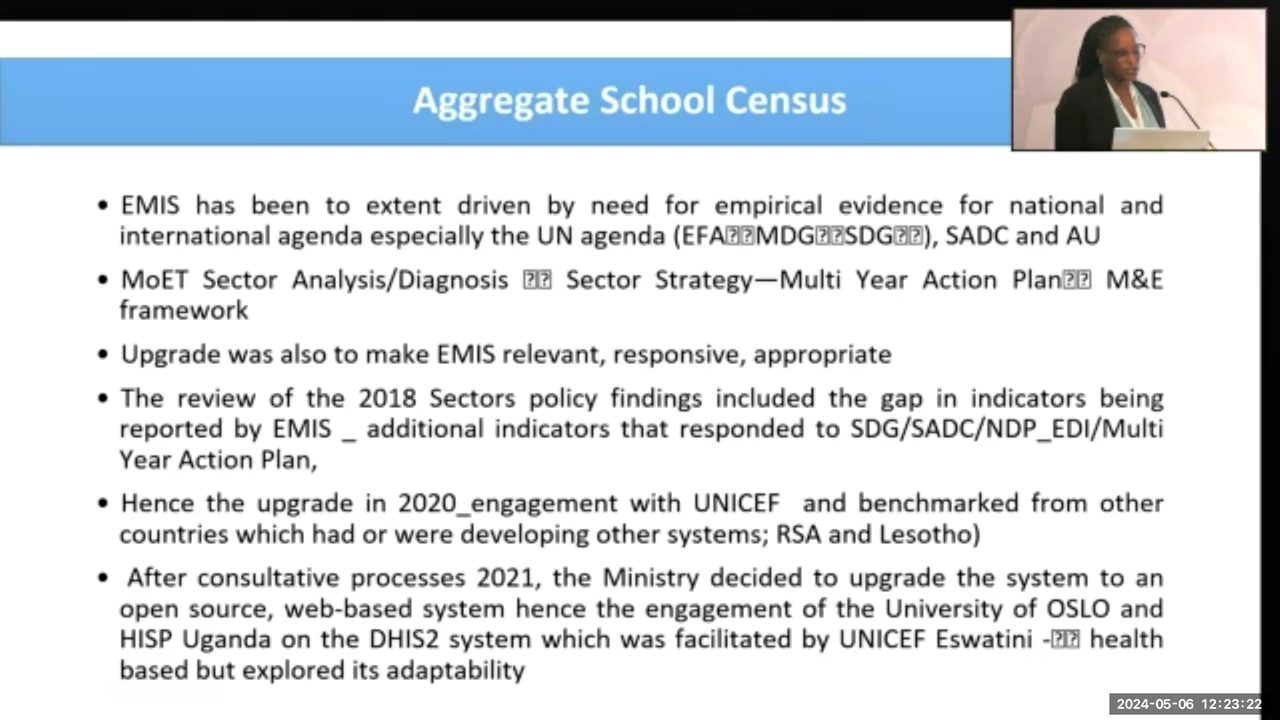 Aggregate School Census
• EMIS has been to extent driven by need for empirical evidence for national and
international agenda especially the UN agenda (EFA⍰⍰MDG⍰⍰SDG⍰⍰), SADC and AU
• MoET Sector Analysis/Diagnosis ⍰⍰ Sector Strategy—Multi Year Action Plan⍰⍰ M&E
framework
• Upgrade was also to make EMIS relevant, responsive, appropriate
• The review of the 2018 Sectors policy findings included the gap in indicators being
reported by EMIS _ additional indicators that responded to SDG/SADC/NDP_EDI/Multi
Year Action Plan,
• Hence the upgrade in 2020_engagement with UNICEF and benchmarked from other
countries which had or were developing other systems; RSA and Lesotho)
• After consultative processes 2021, the Ministry decided to upgrade the system to an
open source, web-based system hence the engagement of the University of OSLO and
HISP Uganda on the DHIS2 system which was facilitated by UNICEF Eswatini -⍰⍰ health
based but explored its adaptability
2024-05-06 12:23:22